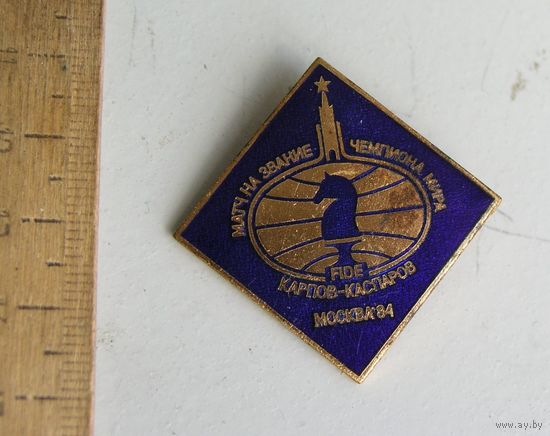 МАТЧ НА ЗВАНИЕ ЧЕМПИОНА МИРА
FIDE
КАРПОВ-КАСПАРОВ
МОСКВА'84
www.ay.by